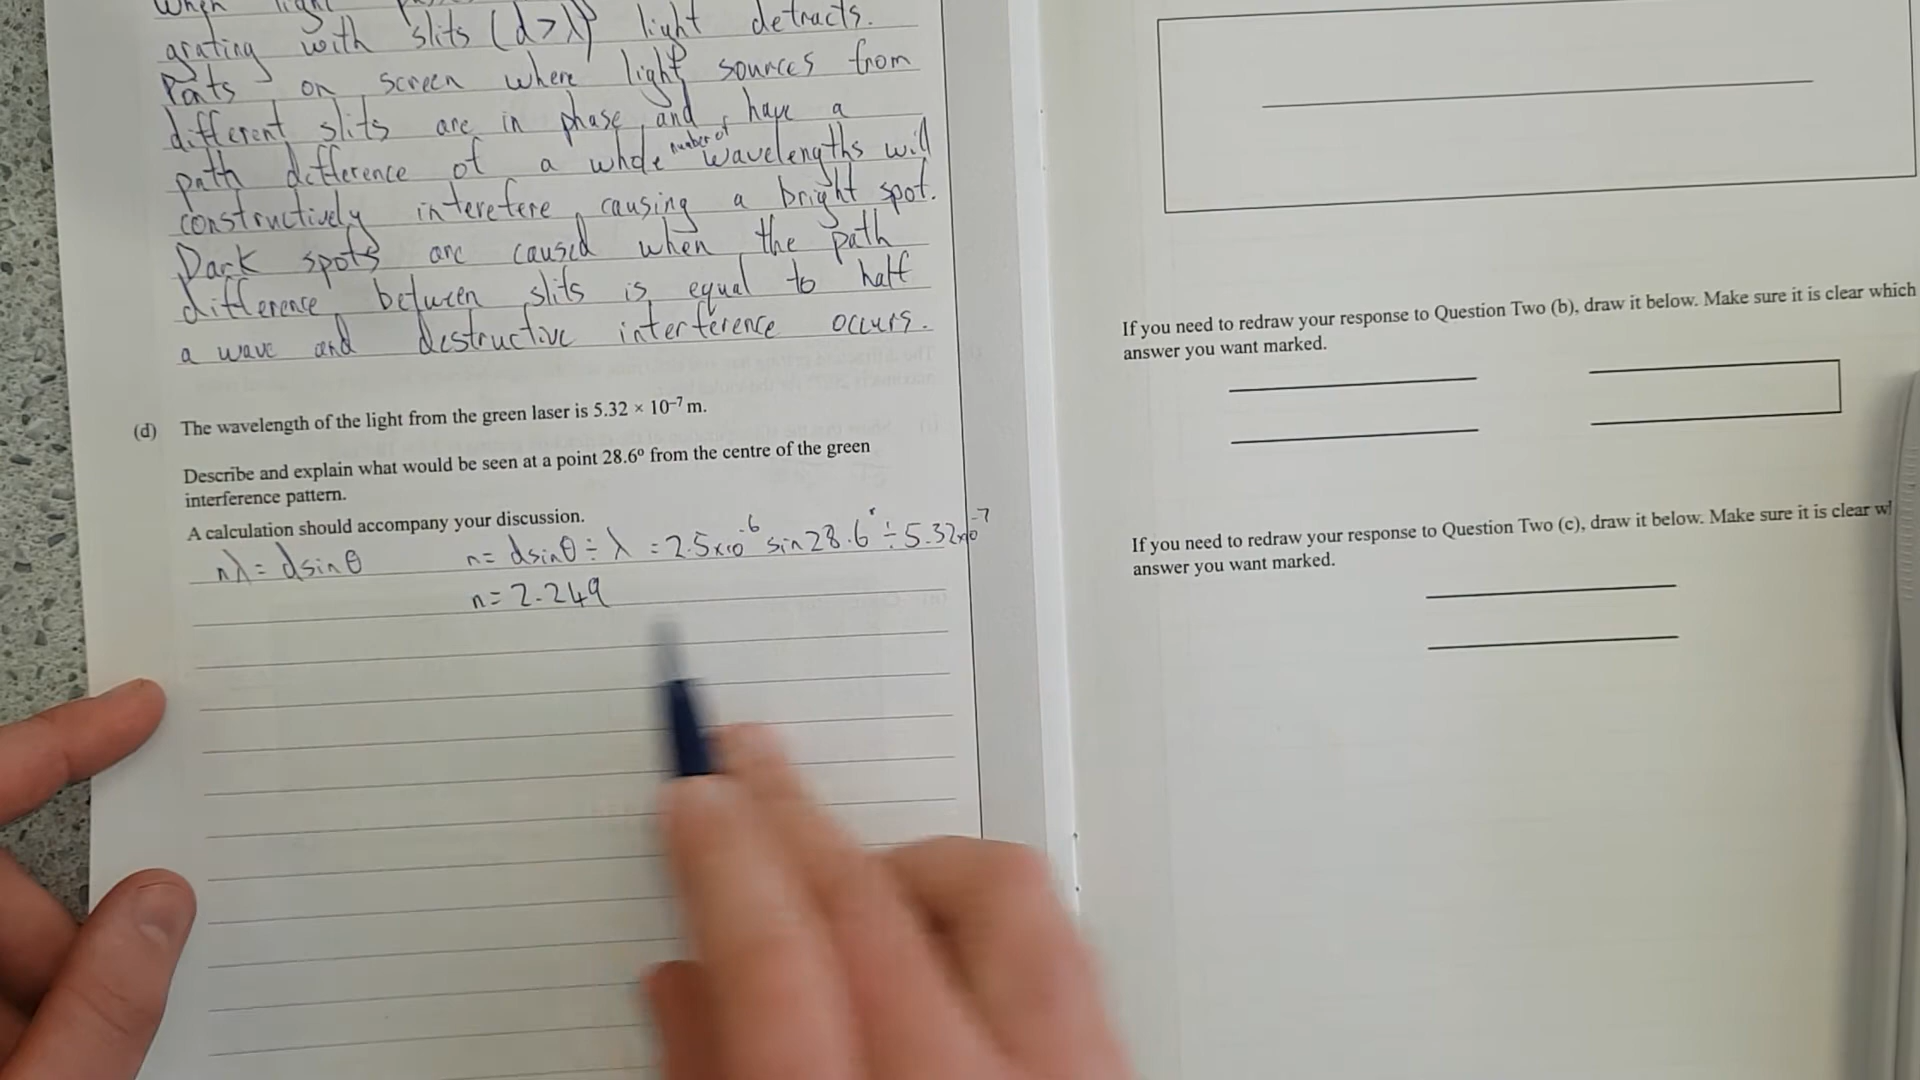 grating with slits (d>λ) light defracts.
Points on screen where light sources from
different slits are in phase and have a
path difference of a whole number of wavelengths will
constructively interefere, causing a bright spot.
Dark spots are caused when the path
difference between slits is equal to half
a wave and destructive interference occurs.
(d) The wavelength of the light from the green laser is 5.32 × 10⁻⁷ m.
Describe and explain what would be seen at a point 28.6° from the centre of the green
interference pattern.
A calculation should accompany your discussion.
nλ = dsinθ n = dsinθ ÷ λ = 2.5x10⁻⁶ sin28.6° ÷ 5.32x10⁻⁷
n = 2.249
If you need to redraw your response to Question Two (b), draw it below. Make sure it is clear which
answer you want marked.
If you need to redraw your response to Question Two (c), draw it below. Make sure it is clear
answer you want marked.